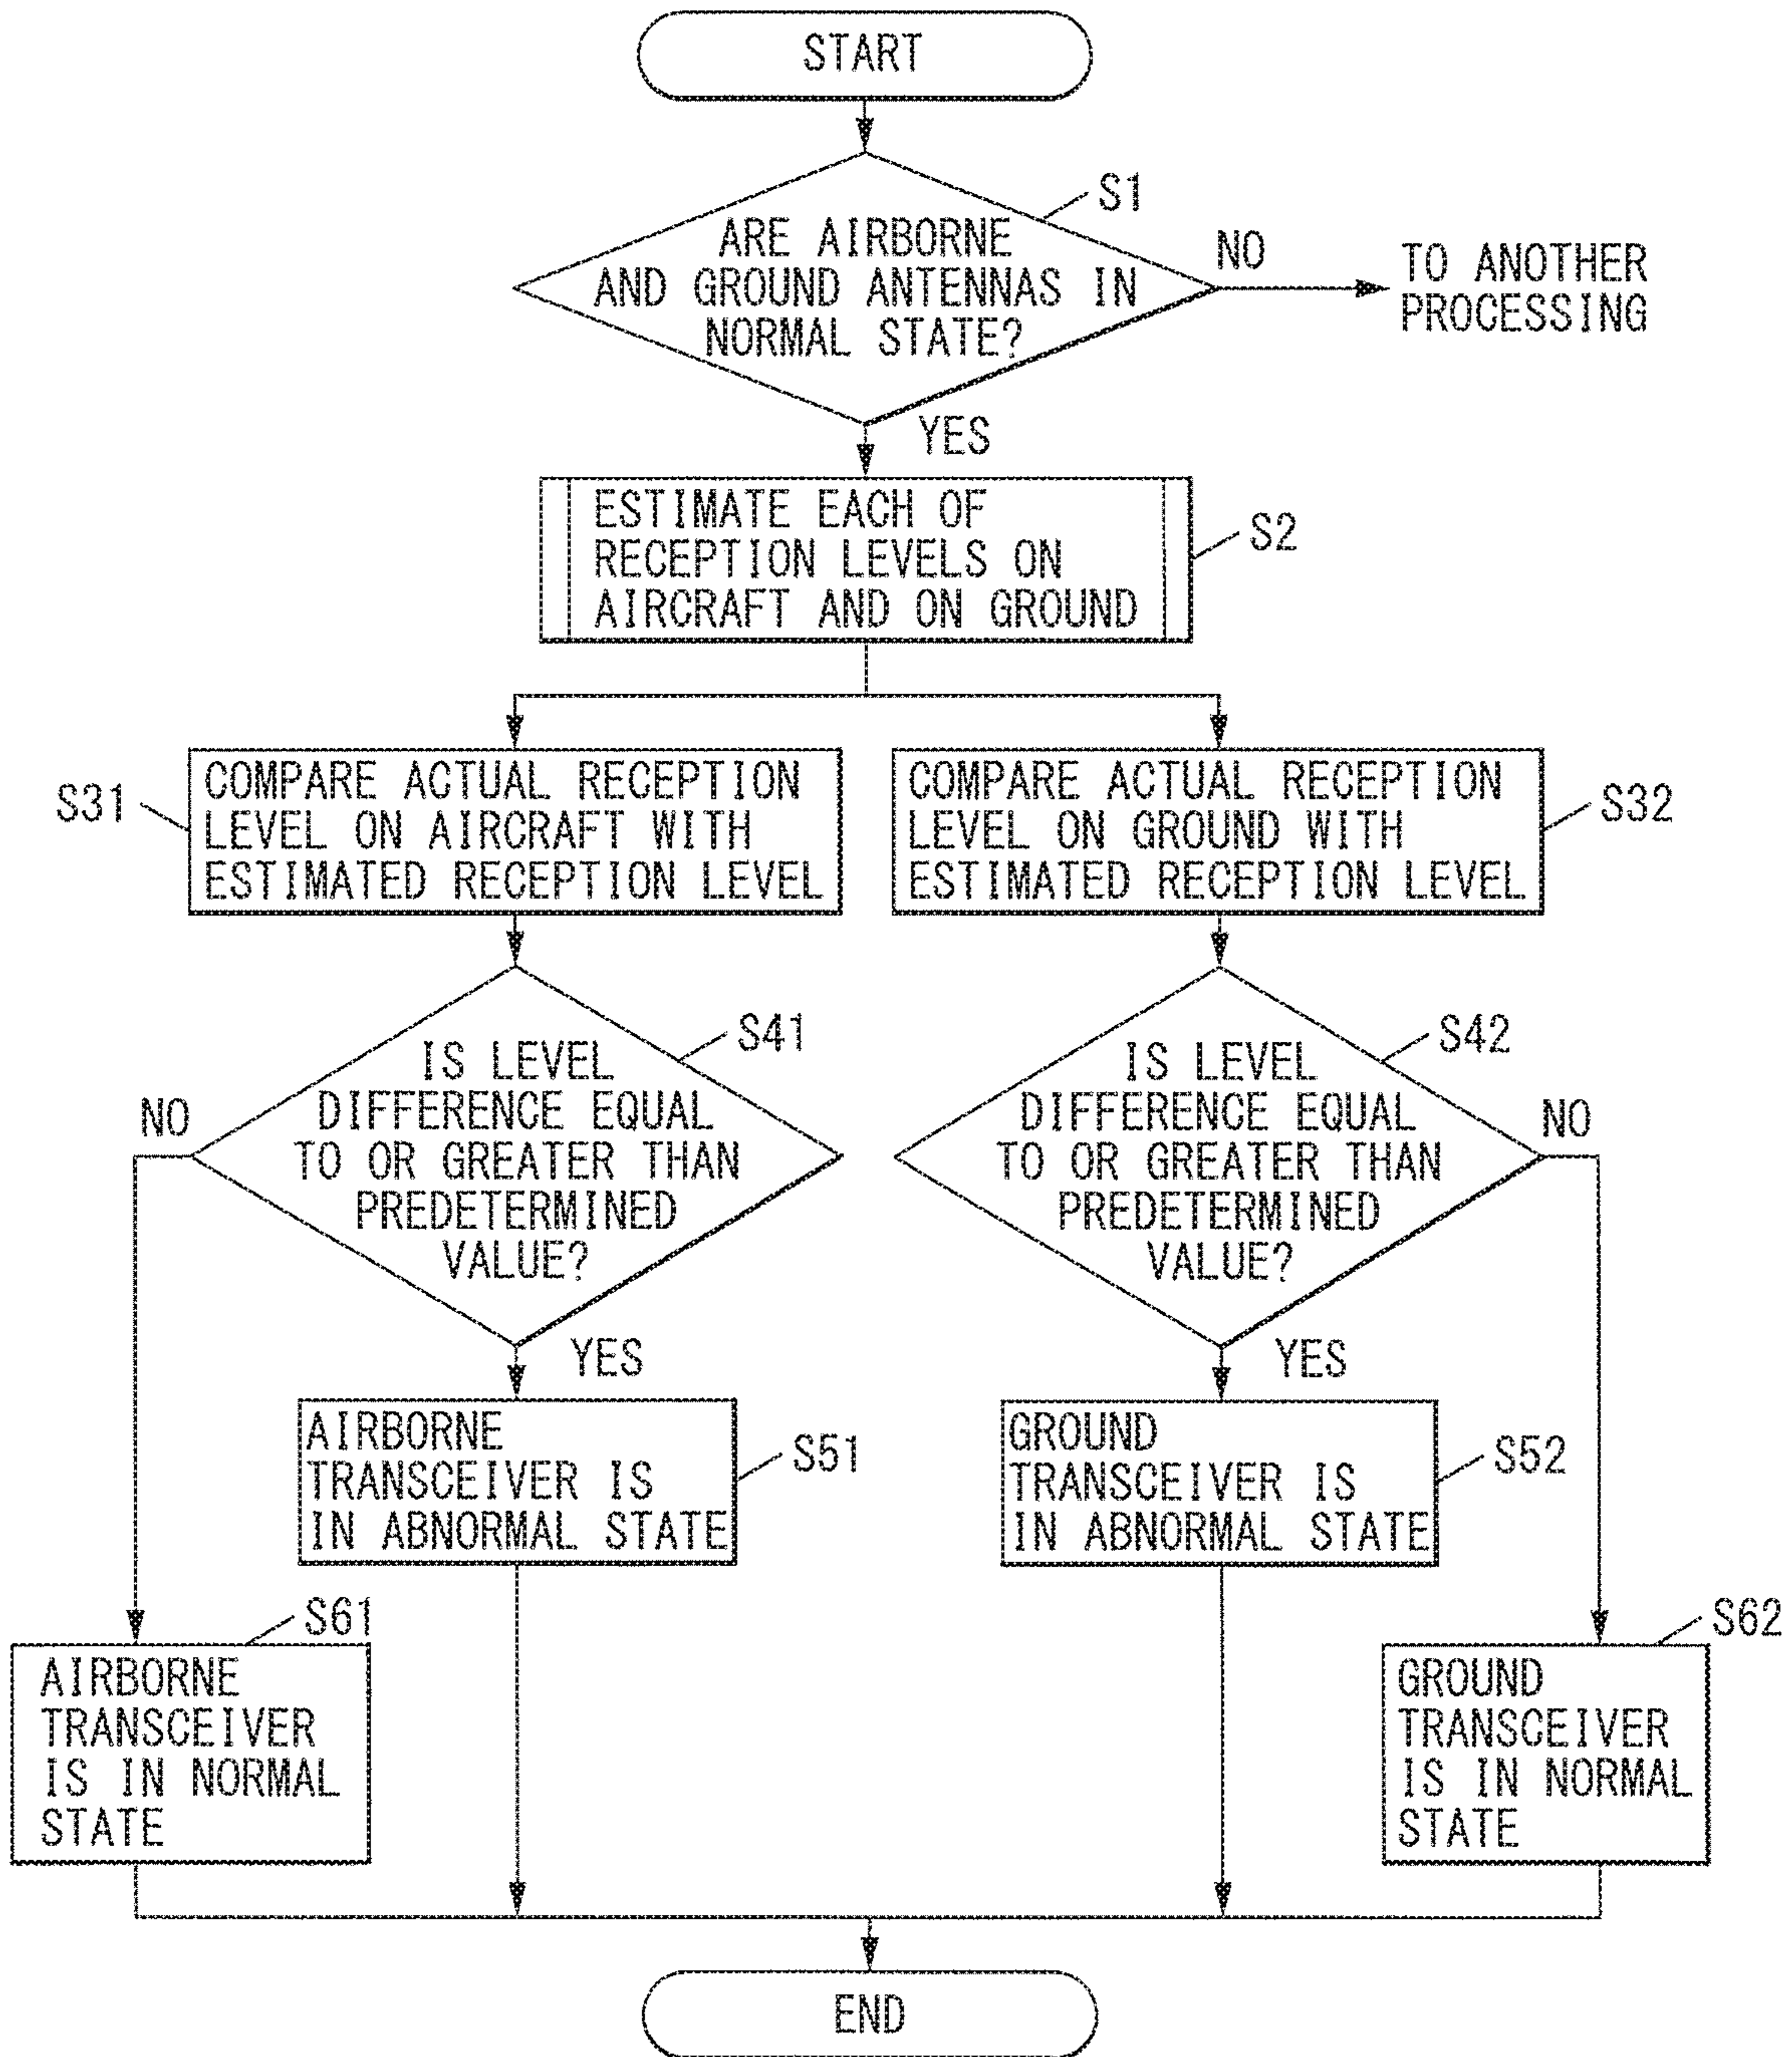 START
S1
ARE AIRBORNE
AND GROUND ANTENNAS IN
NORMAL STATE?
NO
TO ANOTHER
PROCESSING
YES
ESTIMATE EACH OF
RECEPTION LEVELS ON
AIRCRAFT AND ON GROUND
S2
S31
COMPARE ACTUAL RECEPTION
LEVEL ON AIRCRAFT WITH
ESTIMATED RECEPTION LEVEL
COMPARE ACTUAL RECEPTION
LEVEL ON GROUND WITH
ESTIMATED RECEPTION LEVEL
S32
S41
IS LEVEL
DIFFERENCE EQUAL
TO OR GREATER THAN
PREDETERMINED
VALUE?
NO
YES
S42
IS LEVEL
DIFFERENCE EQUAL
TO OR GREATER THAN
PREDETERMINED
VALUE?
NO
YES
AIRBORNE
TRANSCEIVER IS
IN ABNORMAL STATE
S51
GROUND
TRANSCEIVER IS
IN ABNORMAL STATE
S52
S61
AIRBORNE
TRANSCEIVER
IS IN NORMAL
STATE
S62
GROUND
TRANSCEIVER
IS IN NORMAL
STATE
END